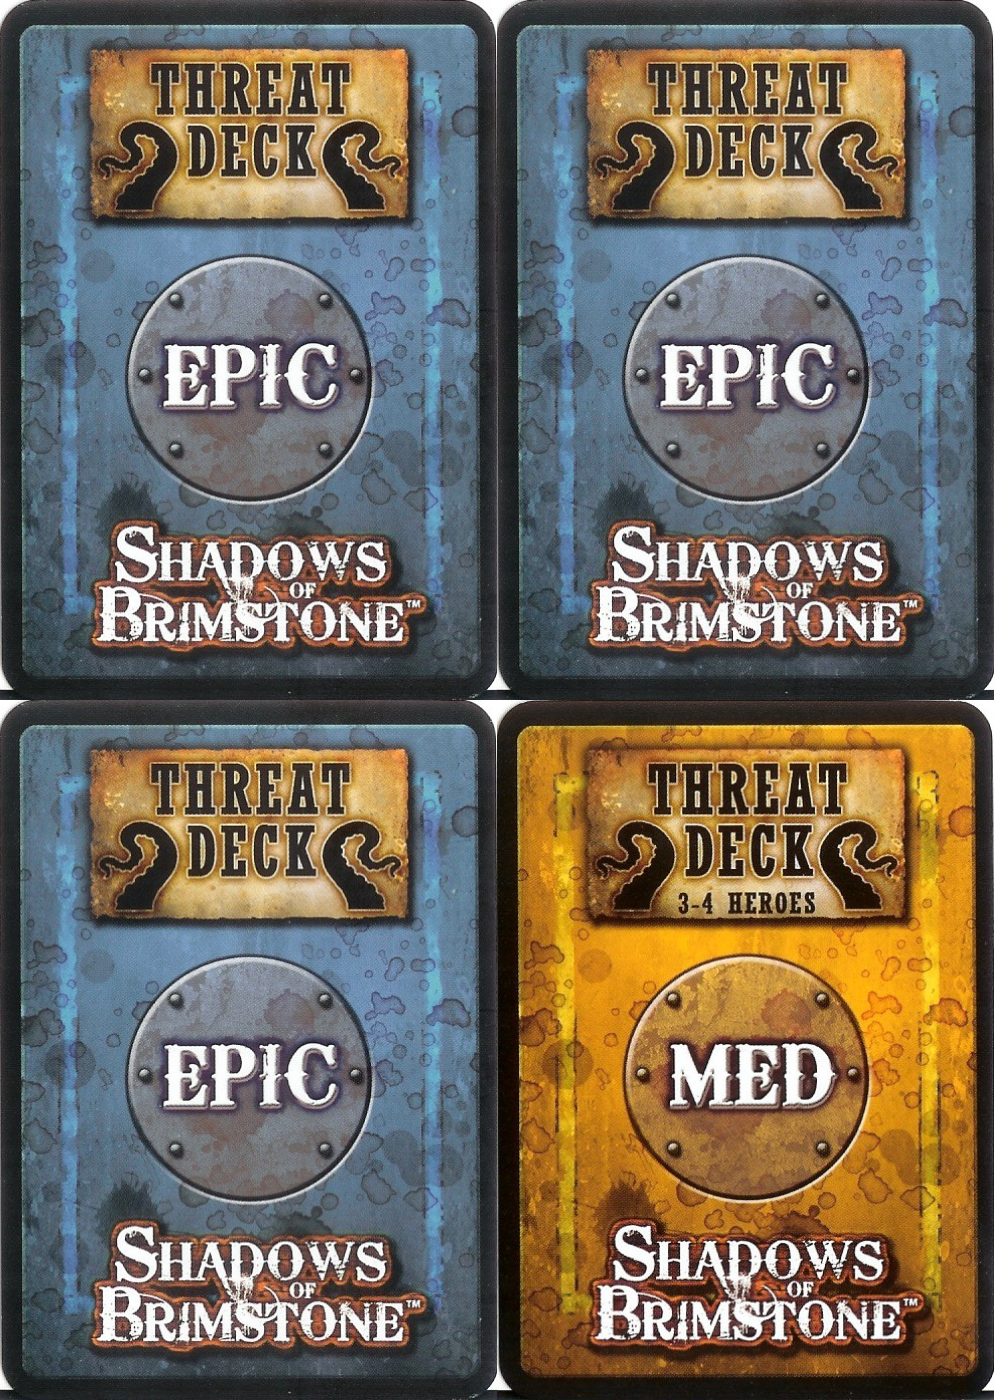 THREAT
DECK
EPIC
SHADOWS
OF
BRIMSTONE™
THREAT
DECK
EPIC
SHADOWS
OF
BRIMSTONE™
THREAT
DECK
EPIC
SHADOWS
OF
BRIMSTONE™
THREAT
DECK
3-4 HEROES
MED
SHADOWS
OF
BRIMSTONE™